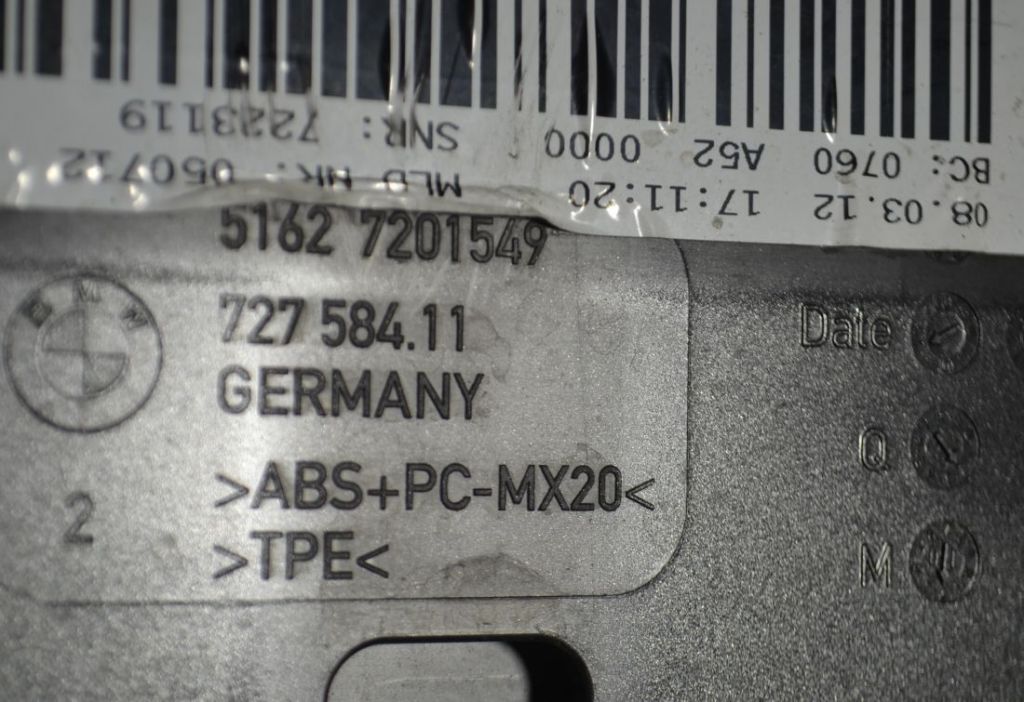 08.03.12 17:11:20 MLD NK: 050712
BC: 0760 A52 0000 SNR: 7223119
5162 7201549
BMW
727 584.11
GERMANY
>ABS+PC-MX20<
2
>TPE<
Date
Q
M